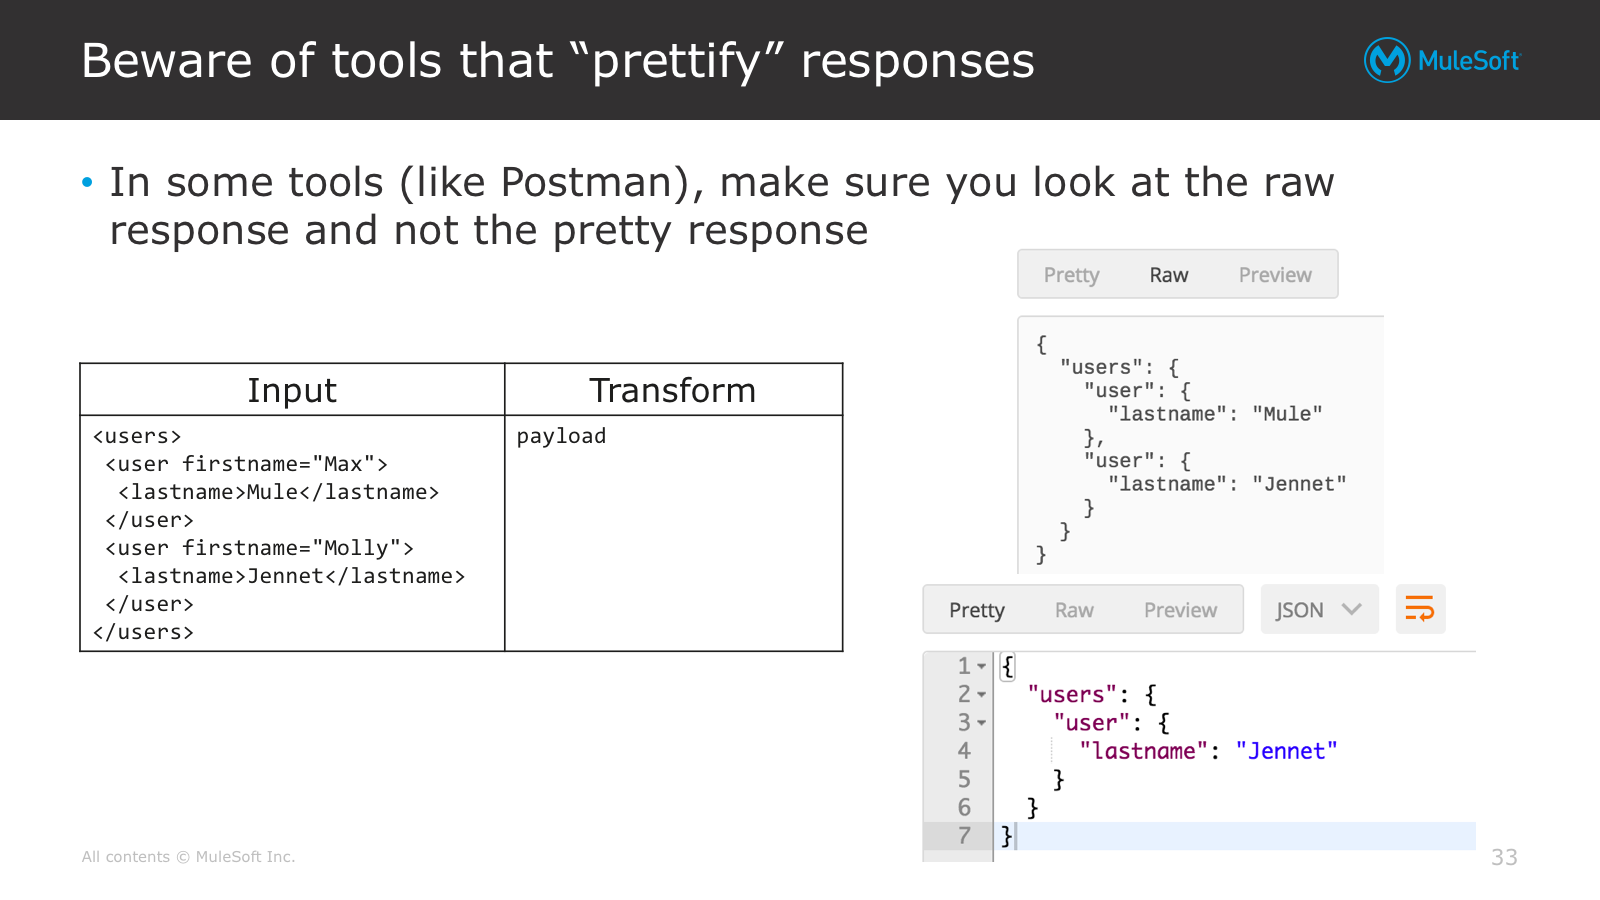 Beware of tools that “prettify” responses
MuleSoft
• In some tools (like Postman), make sure you look at the raw
response and not the pretty response
Pretty Raw Preview
{
"users": {
"user": {
"lastname": "Mule"
},
"user": {
"lastname": "Jennet"
}
}
}
Input Transform
<users>
<user firstname="Max">
<lastname>Mule</lastname>
</user>
<user firstname="Molly">
<lastname>Jennet</lastname>
</user>
</users>
payload
Pretty Raw Preview JSON
1 {
2 "users": {
3 "user": {
4 "lastname": "Jennet"
5 }
6 }
7 }
All contents © MuleSoft Inc.
33